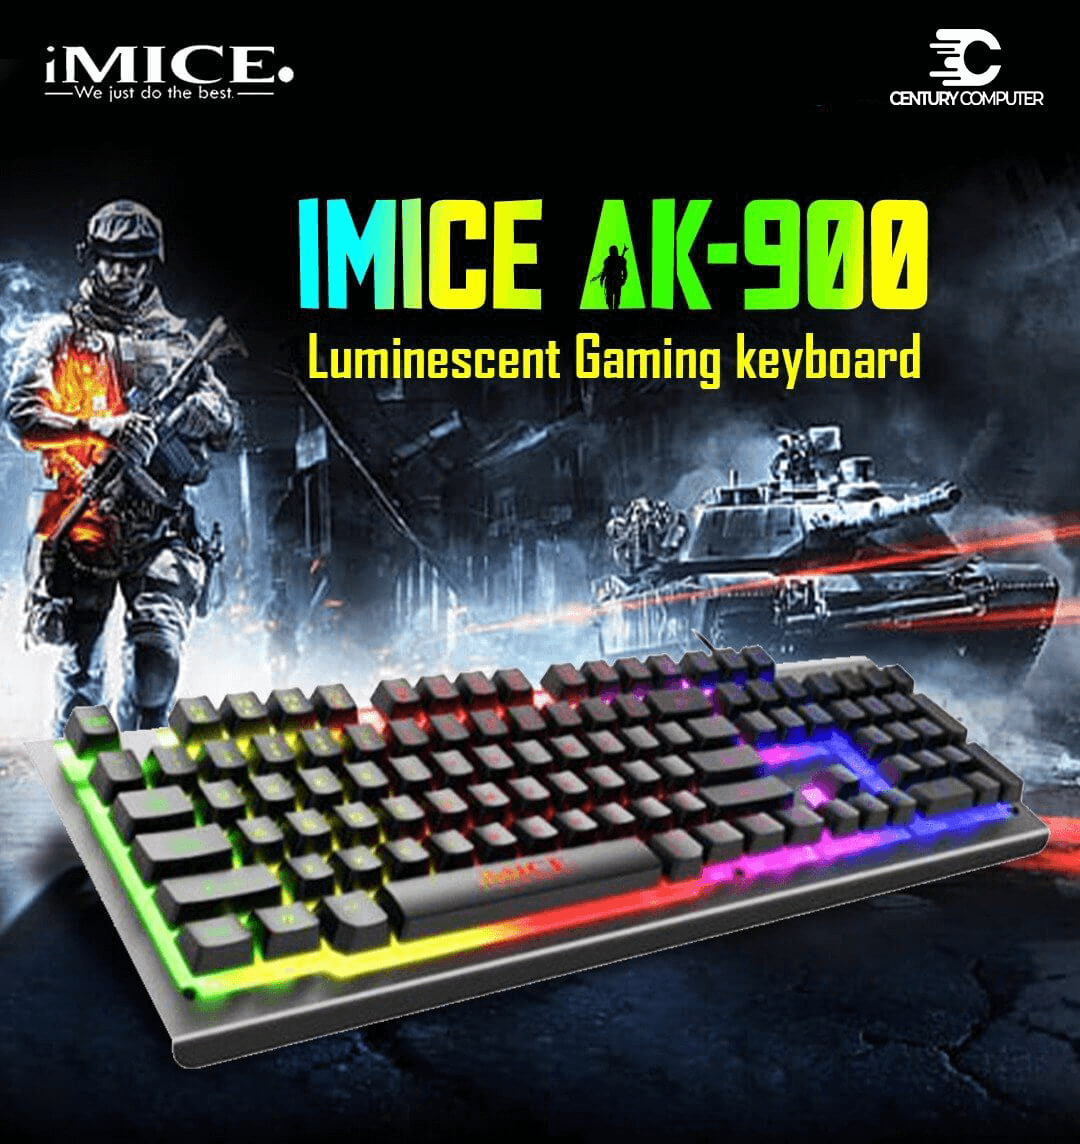 iMICE.
We just do the best.
CENTURY COMPUTER
IMICE AK-900
Luminescent Gaming keyboard
iMICE